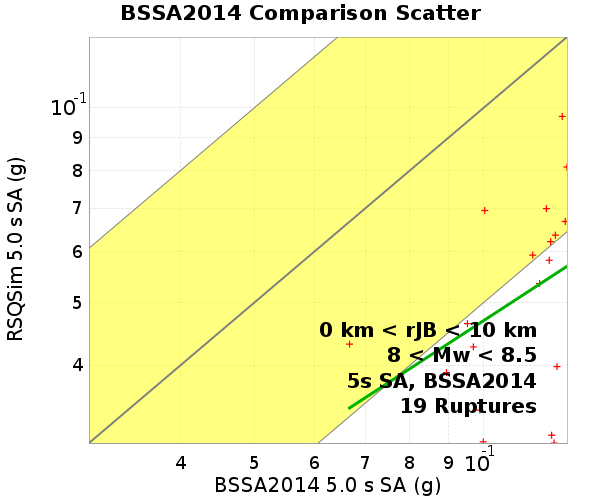 BSSA2014 Comparison Scatter
RSQSim 5.0 s SA (g)
10-1
9
8
7
6
5
4
0 km < rJB < 10 km
8 < Mw < 8.5
5s SA, BSSA2014
19 Ruptures
4 5 6 7 8 9 10-1
BSSA2014 5.0 s SA (g)